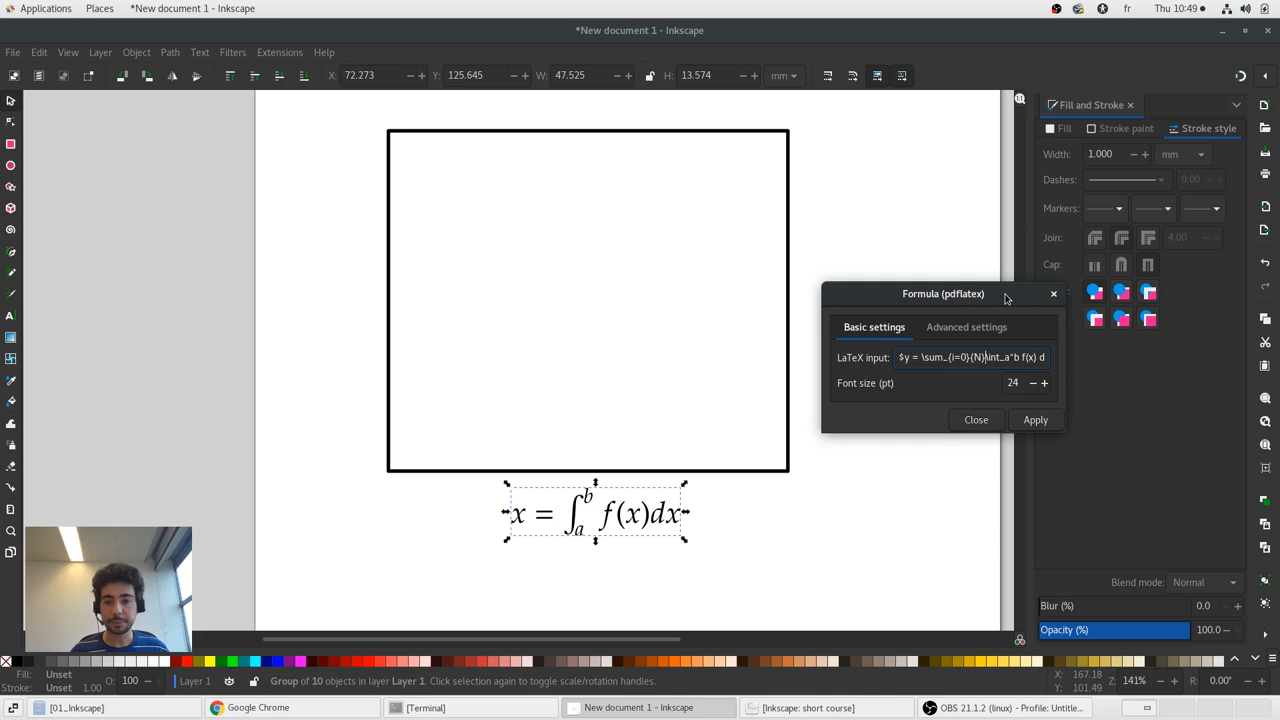 Applications Places *New document 1 - Inkscape fr Thu 10:49
*New document 1 - Inkscape
File Edit View Layer Object Path Text Filters Extensions Help
X: 72.273 Y: 125.645 W: 47.525 H: 13.574 mm
Fill and Stroke
Fill Stroke paint Stroke style
Width: 1.000 mm
Dashes: 0.00
Markers:
Join: 4.00
Cap:
Formula (pdflatex)
Basic settings Advanced settings
LaTeX input: $y = \sum_{i=0}{N}\int_a^b f(x) d
Font size (pt) 24
Close Apply
x = ∫_a^b f(x)dx
Blend mode: Normal
Blur (%) 0.0
Opacity (%) 100.0
Fill: Unset
Stroke: Unset 1.00
O: 100
Layer 1
Group of 10 objects in layer Layer 1. Click selection again to toggle scale/rotation handles.
X: 167.18
Y: 101.49
Z: 141% R: 0.00°
[01_Inkscape] Google Chrome [Terminal] New document 1 - Inkscape [Inkscape: short course] OBS 21.1.2 (linux) - Profile: Untitle...